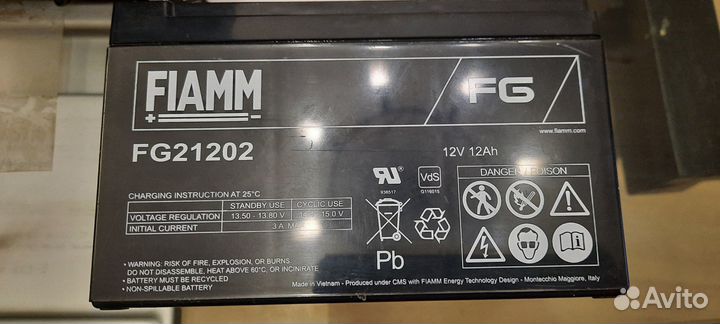 FIAMM
FG
www.fiamm.com
FG21202
12V 12Ah
DANGER / POISON
VdS
G116015
CHARGING INSTRUCTION AT 25°C
STANDBY USE CYCLIC USE
VOLTAGE REGULATION 13.50 - 13.80 V 15.0 V
INITIAL CURRENT 3 A
Pb
• WARNING: RISK OF FIRE, EXPLOSION, OR BURNS.
DO NOT DISASSEMBLE, HEAT ABOVE 60°C, OR INCINIRATE
• BATTERY MUST BE RECYCLED
• NON-SPILLABLE BATTERY
Made in Vietnam - Produced under CMS with FIAMM Energy Technology Design - Montecchio Maggiore, Italy
Avito